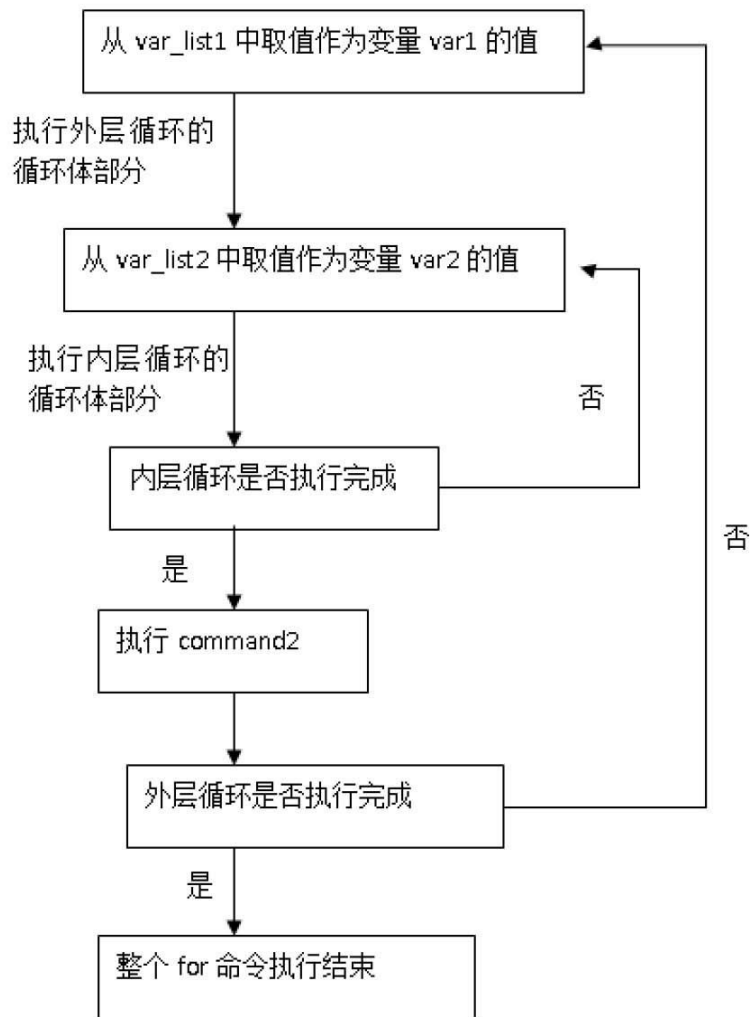 从 var_list1 中取值作为变量 var1 的值
执行外层循环的
循环体部分
从 var_list2 中取值作为变量 var2 的值
执行内层循环的
循环体部分
否
内层循环是否执行完成
否
是
执行 command2
外层循环是否执行完成
是
整个 for 命令执行结束